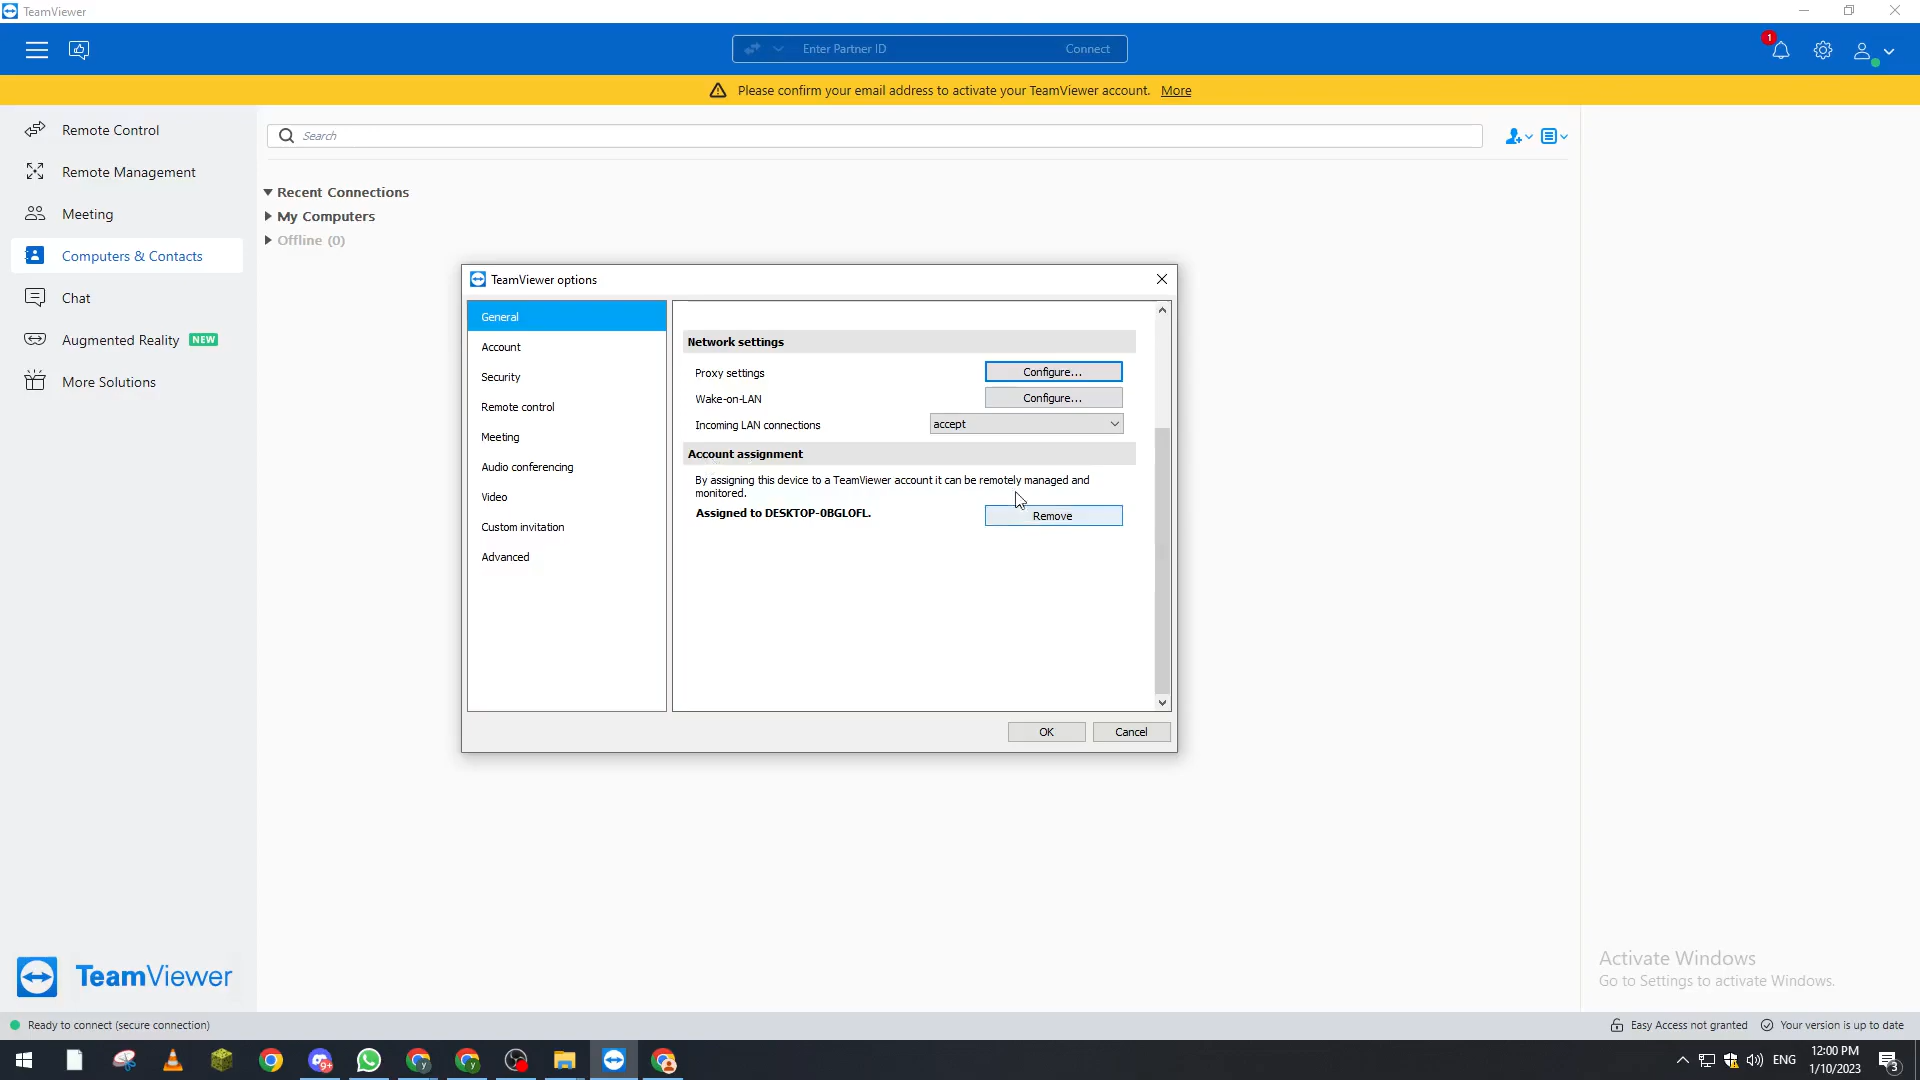 TeamViewer
Enter Partner ID
Connect
1
Please confirm your email address to activate your TeamViewer account. More
Remote Control
Remote Management
Meeting
Computers & Contacts
Chat
Augmented Reality NEW
More Solutions
Search
Recent Connections
My Computers
Offline (0)
TeamViewer options
General
Account
Security
Remote control
Meeting
Audio conferencing
Video
Custom invitation
Advanced
Network settings
Proxy settings Configure...
Wake-on-LAN Configure...
Incoming LAN connections accept
Account assignment
By assigning this device to a TeamViewer account it can be remotely managed and
monitored.
Assigned to DESKTOP-0BGLOFL. Remove
OK Cancel
TeamViewer
Activate Windows
Go to Settings to activate Windows.
Ready to connect (secure connection)
Easy Access not granted Your version is up to date
9+
y
y
ENG
12:00 PM
1/10/2023
3